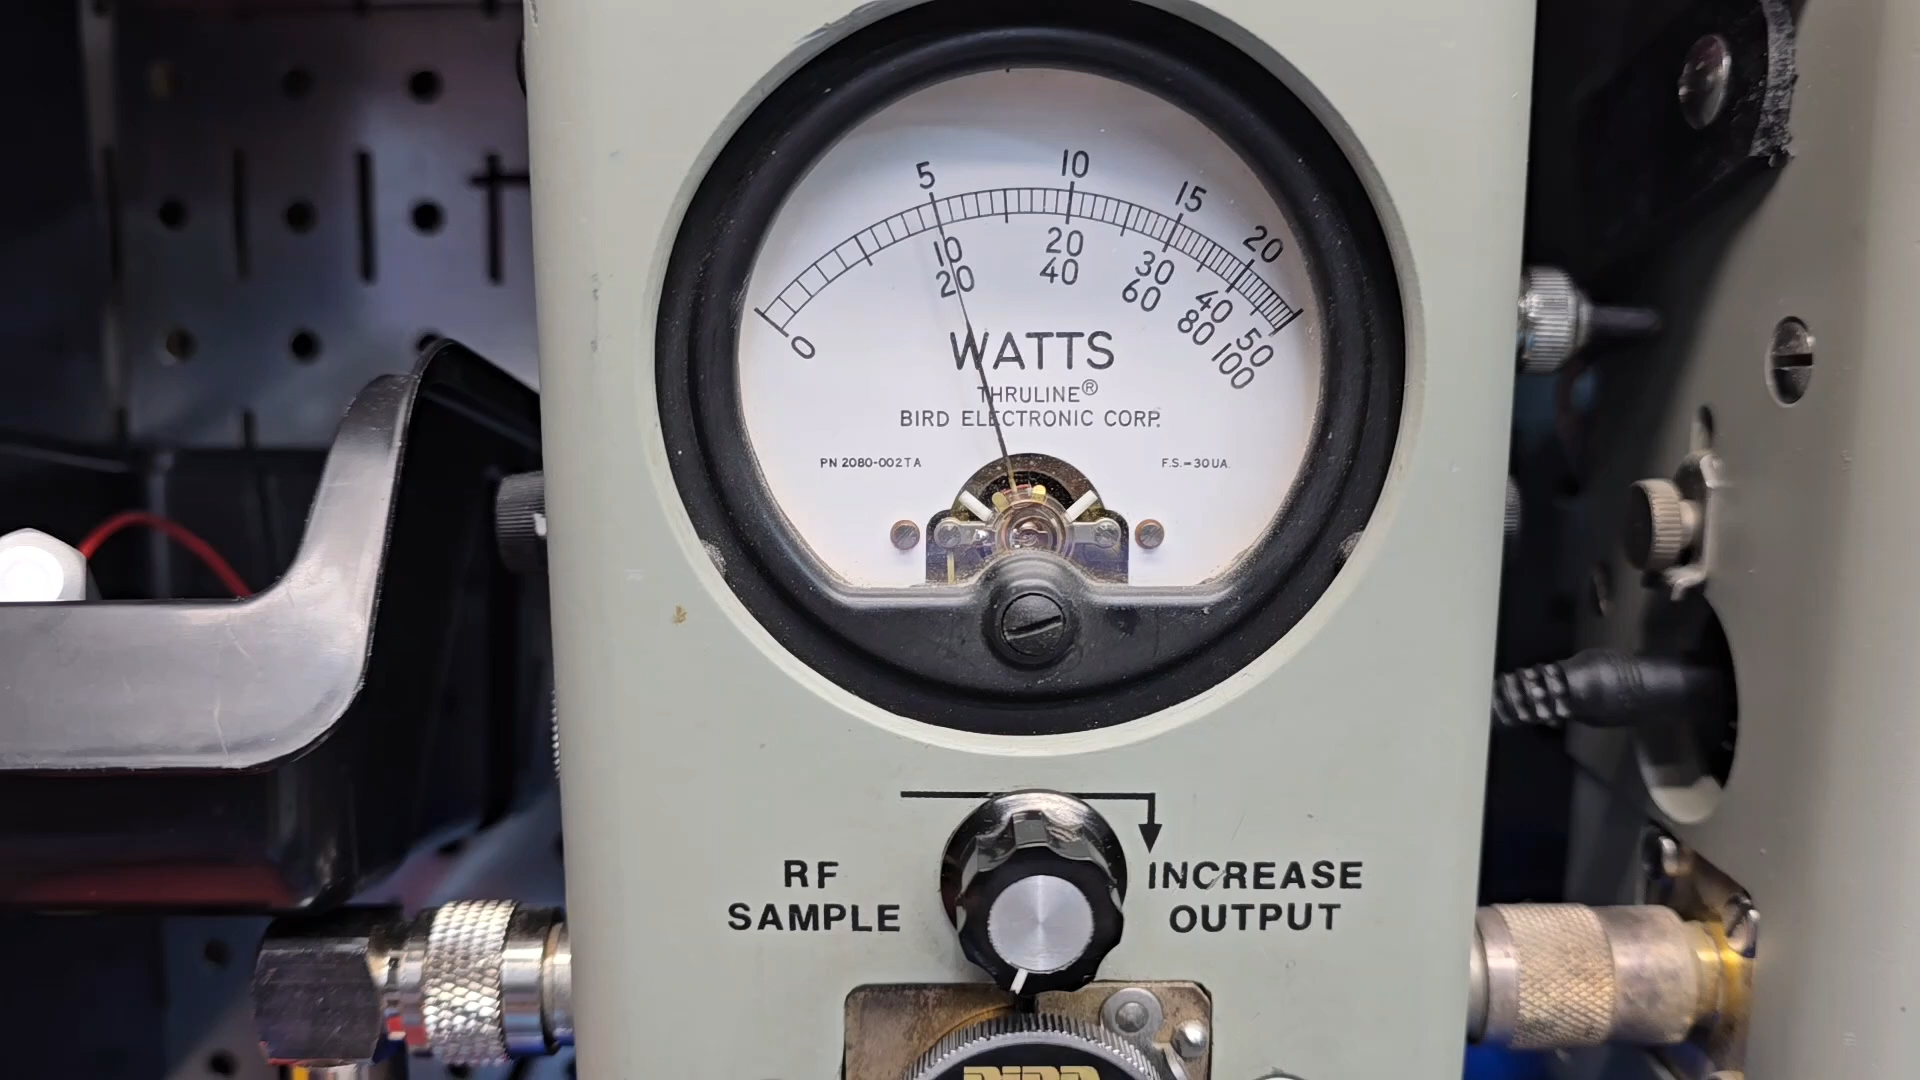 5 10 15 20
0 10 20 30 40 50
20 40 60 80 100
WATTS
THRULINE®
BIRD ELECTRONIC CORP.
PN 2080-002TA F.S.=30UA.
RF INCREASE
SAMPLE OUTPUT
BIRD